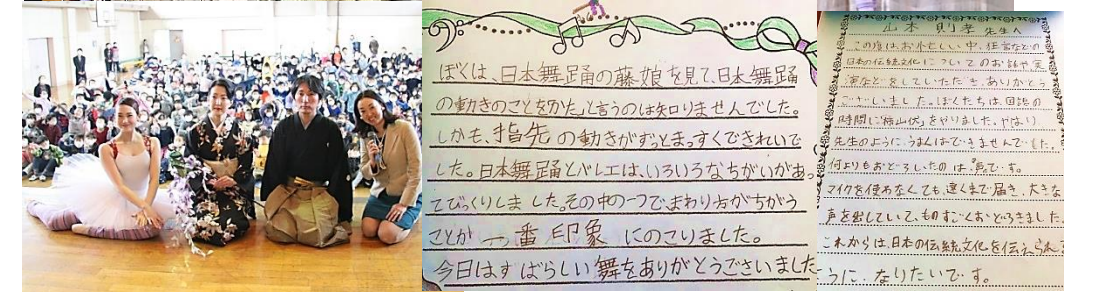 ぼくは、日本舞踊の藤娘を見て、日本舞踊
の動きのことを「かた」と言うのは知りませんでした。
しかも、指先の動きがずっとまっすぐできれいで
した。日本舞踊とバレエは、いろいろなちがいがあっ
てびっくりしました。その中の一つでまわり方がちがう
ことが一番印象にのこりました。
今日はすばらしい舞をありがとうございました
山本則孝先生へ
この度は、お忙しい中、狂言などの
日本の伝統文化についてのお話や実
演などをしていただき、ありがとう
ございました。ぼくたちは、国語の
時間に「柿山伏」をやりました。やはり、
先生のように、うまくはできませんでした。
何よりもおどろいたのは『声』です。
マイクを使わなくても、遠くまで届き、大きな
声を出していて、ものすごくおどろきました。
これからは、日本の伝統文化を伝えられる
うに、なりたいです。